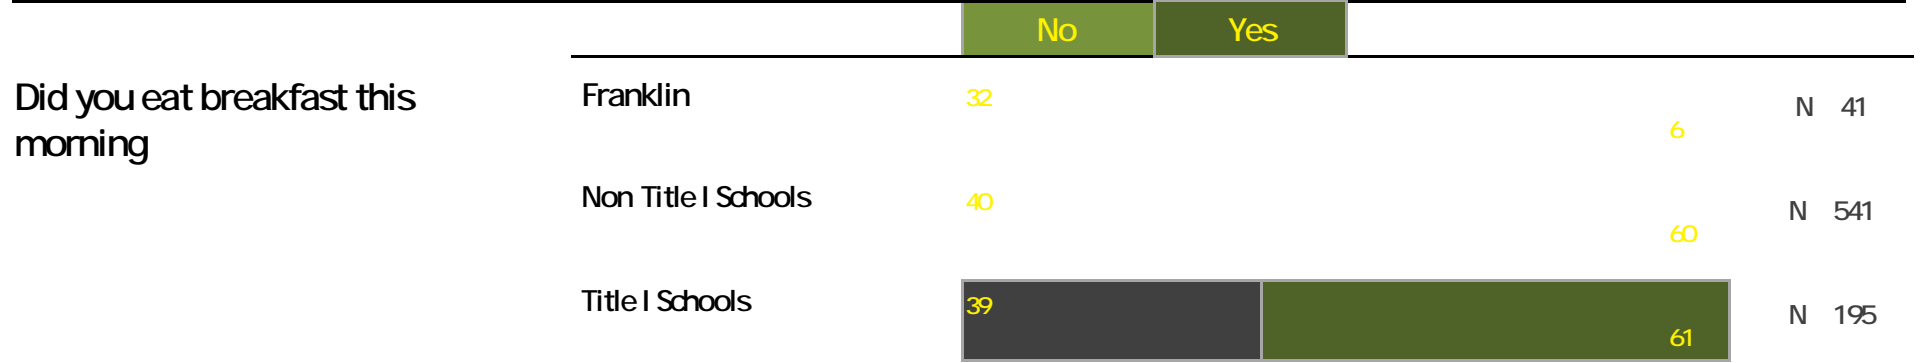 No Yes
Did you eat breakfast this
morning
Franklin 32 6 N 41
Non Title I Schools 40 60 N 541
Title I Schools 39 61 N 195